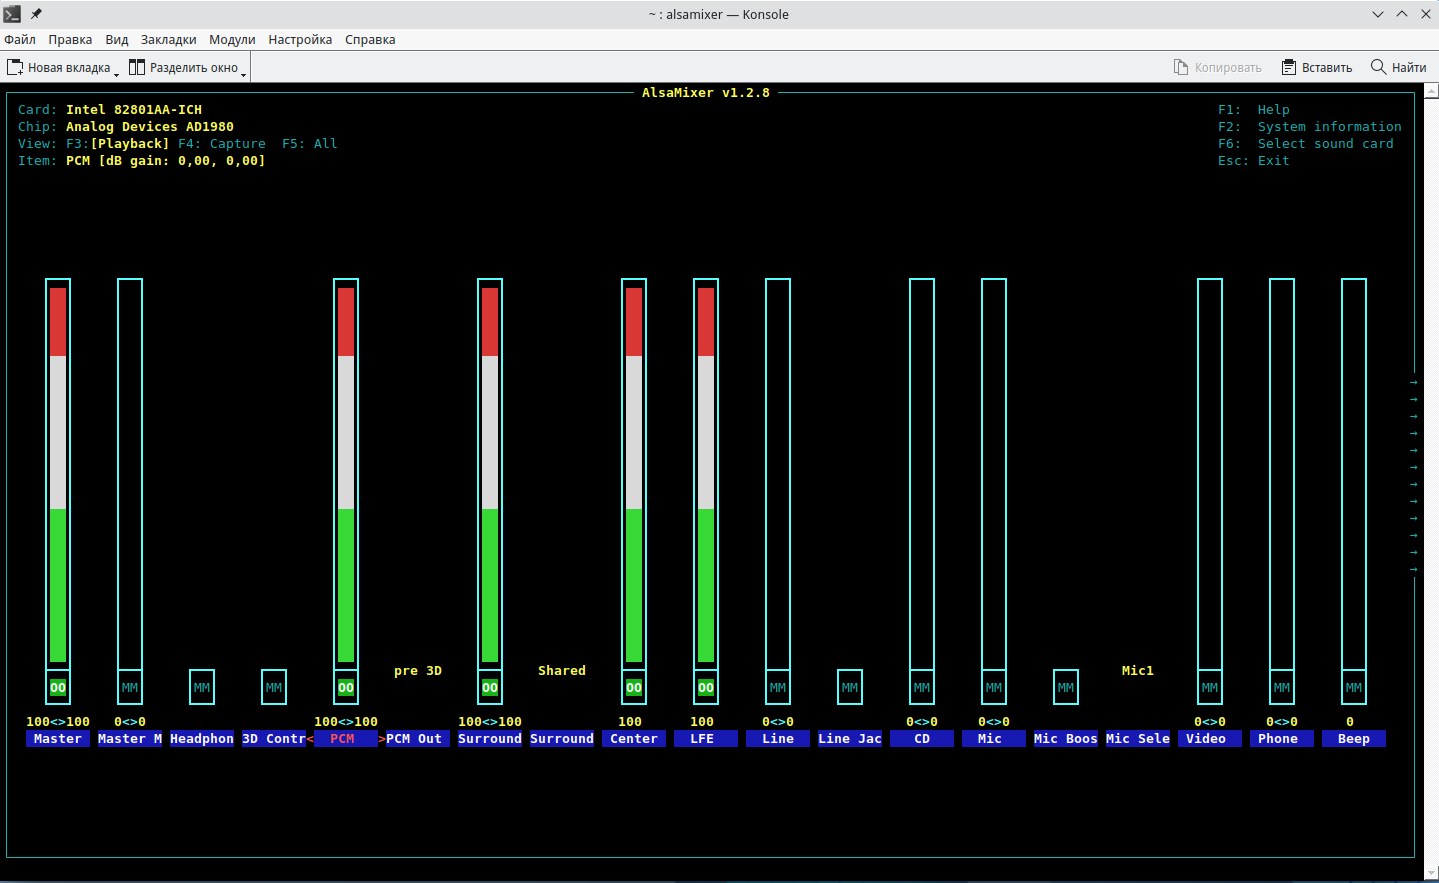 ~ : alsamixer — Konsole
Файл Правка Вид Закладки Модули Настройка Справка
Новая вкладка Разделить окно Копировать Вставить Найти
AlsaMixer v1.2.8
Card: Intel 82801AA-ICH F1: Help
Chip: Analog Devices AD1980 F2: System information
View: F3:[Playback] F4: Capture F5: All F6: Select sound card
Item: PCM [dB gain: 0,00, 0,00] Esc: Exit
pre 3D Shared Mic1
OO MM MM MM OO OO OO OO MM MM MM MM MM MM MM MM
100<>100 0<>0 100<>100 100<>100 100 100 0<>0 0<>0 0<>0 0<>0 0<>0 0
Master Master M Headphon 3D Contr< PCM >PCM Out Surround Surround Center LFE Line Line Jac CD Mic Mic Boos Mic Sele Video Phone Beep